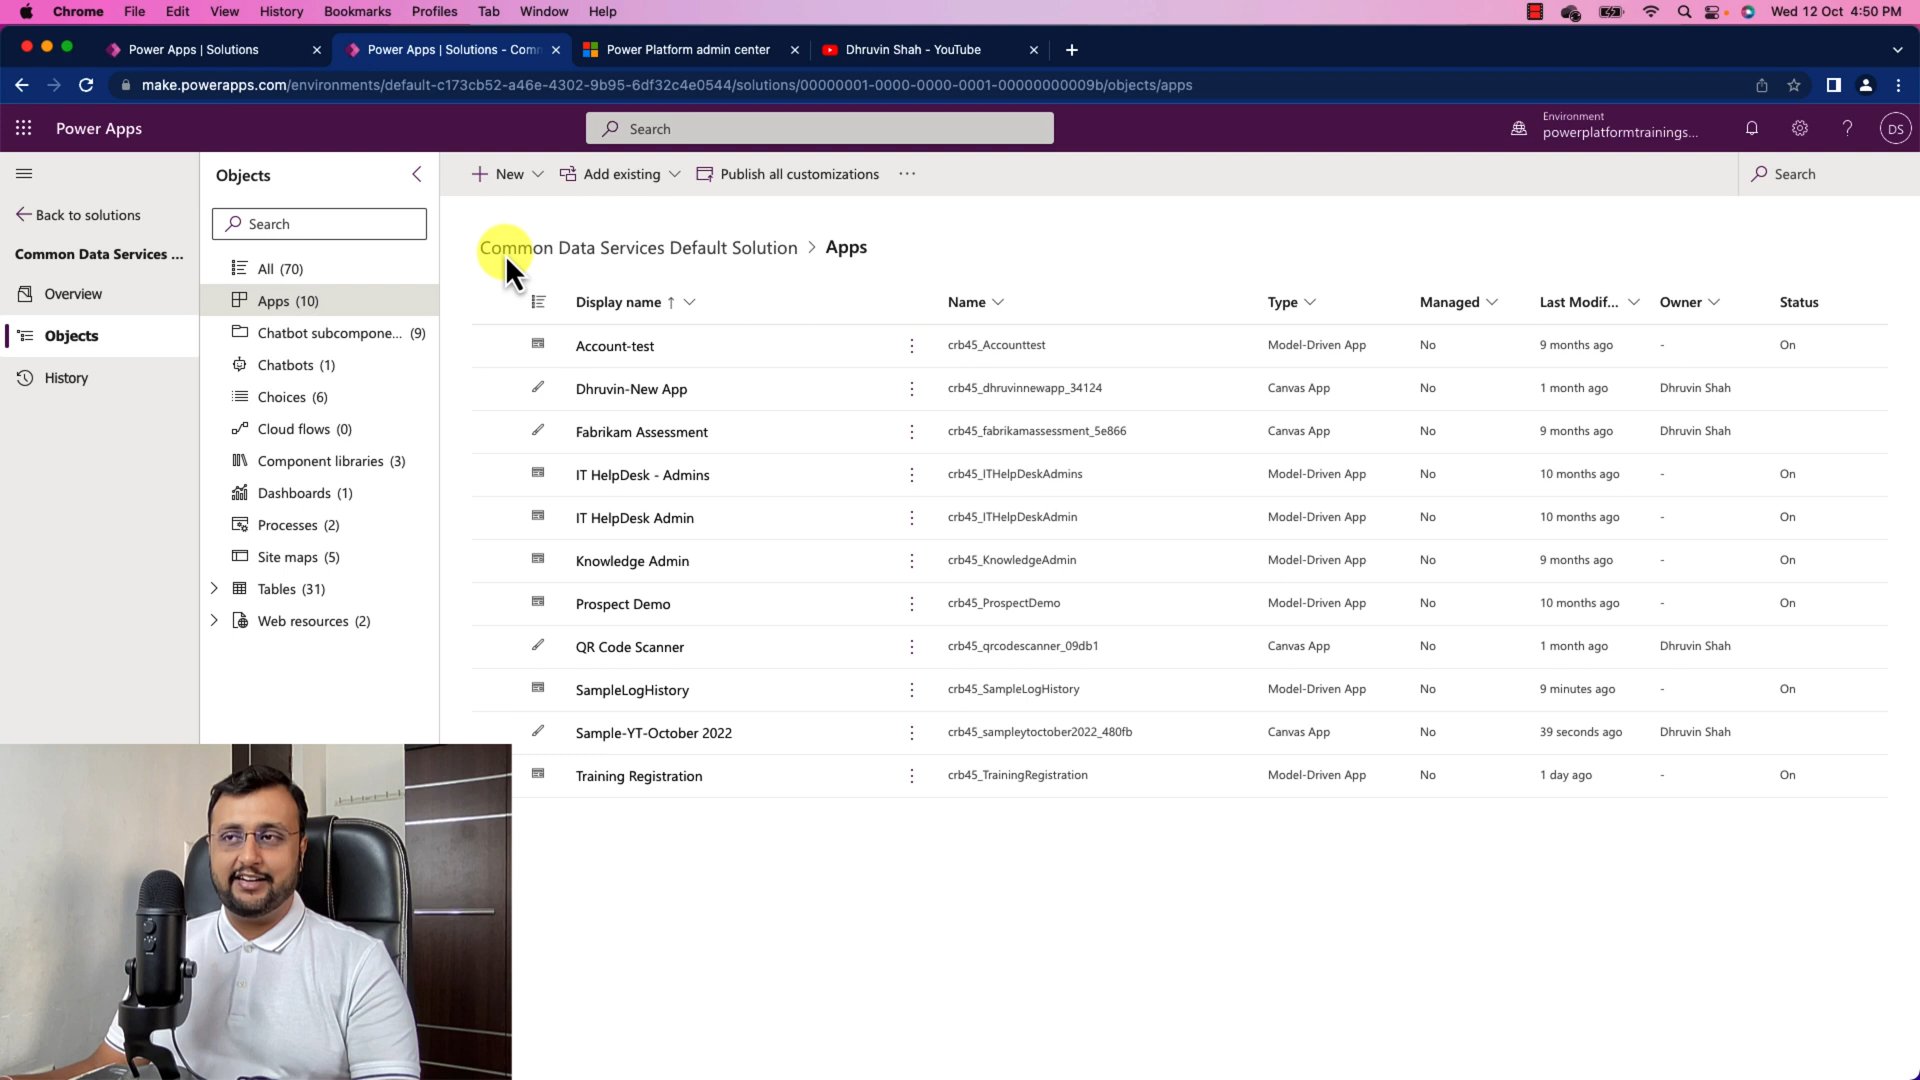 Chrome File Edit View History Bookmarks Profiles Tab Window Help Wed 12 Oct 4:50 PM
Power Apps | Solutions Power Apps | Solutions - Comm Power Platform admin center Dhruvin Shah - YouTube
make.powerapps.com/environments/default-c173cb52-a46e-4302-9b95-6df32c4e0544/solutions/00000001-0000-0000-0001-00000000009b/objects/apps
Power Apps Search Environment
powerplatformtrainings... ? DS
Objects New Add existing Publish all customizations ... Search
Back to solutions Search
Common Data Services ... Common Data Services Default Solution > Apps
Overview
Objects
History
All (70)
Apps (10)
Chatbot subcompone... (9)
Chatbots (1)
Choices (6)
Cloud flows (0)
Component libraries (3)
Dashboards (1)
Processes (2)
Site maps (5)
Tables (31)
Web resources (2)
Display name ↑ Name Type Managed Last Modif... Owner Status
Account-test crb45_Accounttest Model-Driven App No 9 months ago - On
Dhruvin-New App crb45_dhruvinnewapp_34124 Canvas App No 1 month ago Dhruvin Shah
Fabrikam Assessment crb45_fabrikamassessment_5e866 Canvas App No 9 months ago Dhruvin Shah
IT HelpDesk - Admins crb45_ITHelpDeskAdmins Model-Driven App No 10 months ago - On
IT HelpDesk Admin crb45_ITHelpDeskAdmin Model-Driven App No 10 months ago - On
Knowledge Admin crb45_KnowledgeAdmin Model-Driven App No 9 months ago - On
Prospect Demo crb45_ProspectDemo Model-Driven App No 10 months ago - On
QR Code Scanner crb45_qrcodescanner_09db1 Canvas App No 1 month ago Dhruvin Shah
SampleLogHistory crb45_SampleLogHistory Model-Driven App No 9 minutes ago - On
Sample-YT-October 2022 crb45_sampleytoctober2022_480fb Canvas App No 39 seconds ago Dhruvin Shah
Training Registration crb45_TrainingRegistration Model-Driven App No 1 day ago - On